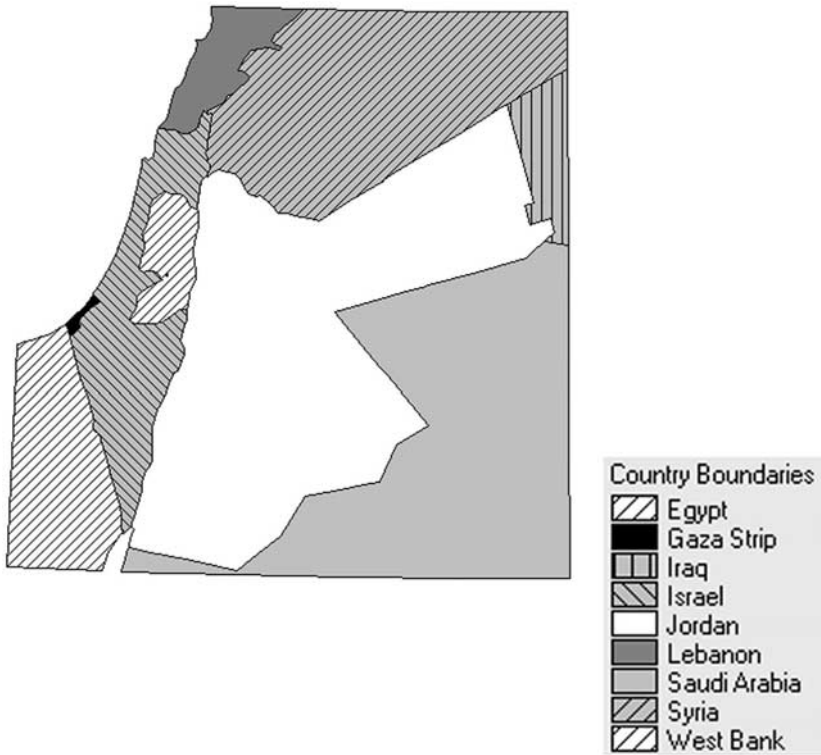 Country Boundaries
Egypt
Gaza Strip
Iraq
Israel
Jordan
Lebanon
Saudi Arabia
Syria
West Bank